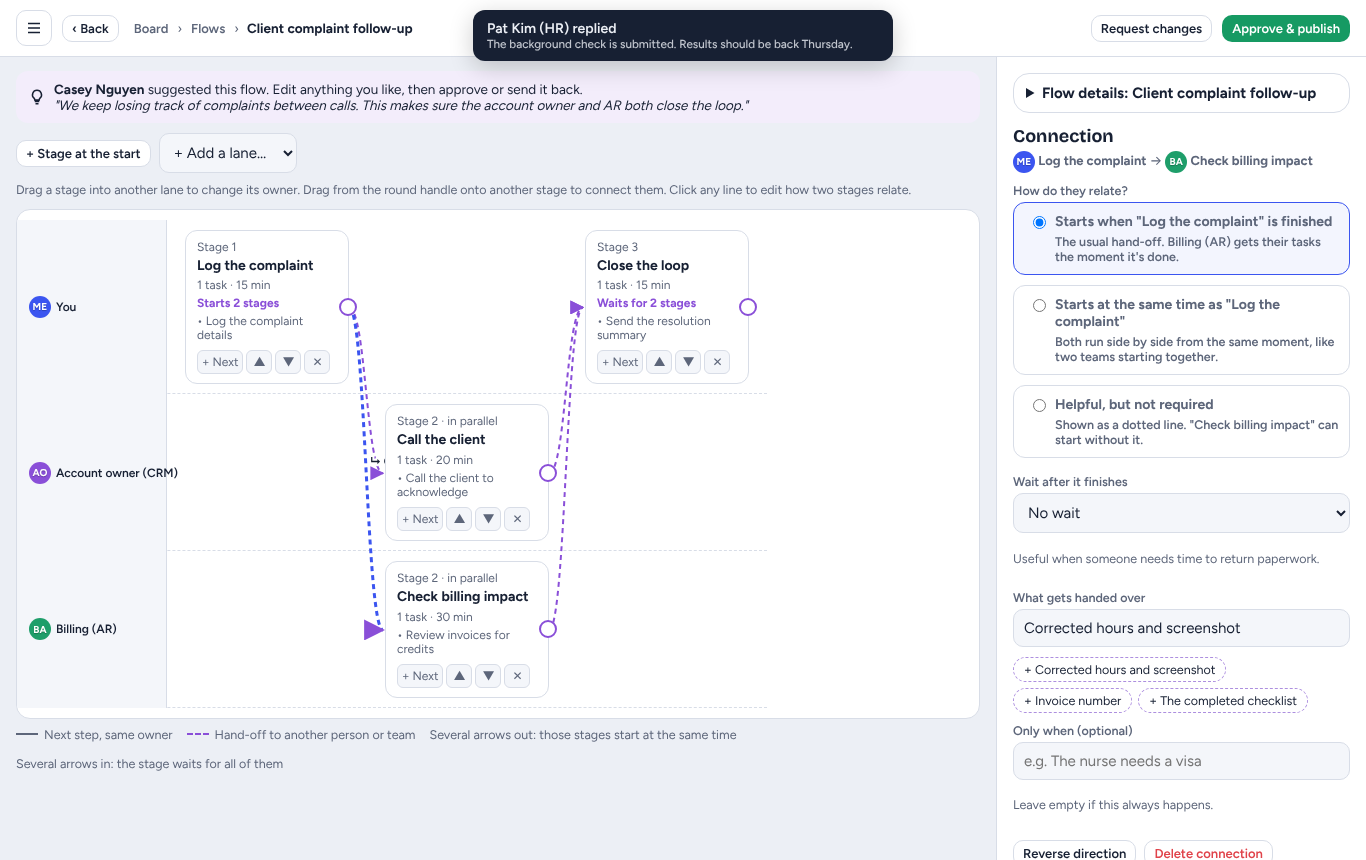 ‹ Back
Board › Flows › Client complaint follow-up
Pat Kim (HR) replied
The background check is submitted. Results should be back Thursday.
Request changes
Approve & publish
Casey Nguyen suggested this flow. Edit anything you like, then approve or send it back.
"We keep losing track of complaints between calls. This makes sure the account owner and AR both close the loop."
+ Stage at the start
+ Add a lane...
Drag a stage into another lane to change its owner. Drag from the round handle onto another stage to connect them. Click any line to edit how two stages relate.
ME You
Stage 1
Log the complaint
1 task · 15 min
Starts 2 stages
• Log the complaint
details
+ Next ▲ ▼ ✕
Stage 3
Close the loop
1 task · 15 min
Waits for 2 stages
• Send the resolution
summary
+ Next ▲ ▼ ✕
AO Account owner (CRM)
Stage 2 · in parallel
Call the client
1 task · 20 min
• Call the client to
acknowledge
+ Next ▲ ▼ ✕
BA Billing (AR)
Stage 2 · in parallel
Check billing impact
1 task · 30 min
• Review invoices for
credits
+ Next ▲ ▼ ✕
Next step, same owner
Hand-off to another person or team
Several arrows out: those stages start at the same time
Several arrows in: the stage waits for all of them
▶ Flow details: Client complaint follow-up
Connection
ME Log the complaint → BA Check billing impact
How do they relate?
Starts when "Log the complaint" is finished
The usual hand-off. Billing (AR) gets their tasks
the moment it's done.
Starts at the same time as "Log the
complaint"
Both run side by side from the same moment, like
two teams starting together.
Helpful, but not required
Shown as a dotted line. "Check billing impact" can
start without it.
Wait after it finishes
No wait
Useful when someone needs time to return paperwork.
What gets handed over
Corrected hours and screenshot
+ Corrected hours and screenshot
+ Invoice number
+ The completed checklist
Only when (optional)
e.g. The nurse needs a visa
Leave empty if this always happens.
Reverse direction
Delete connection